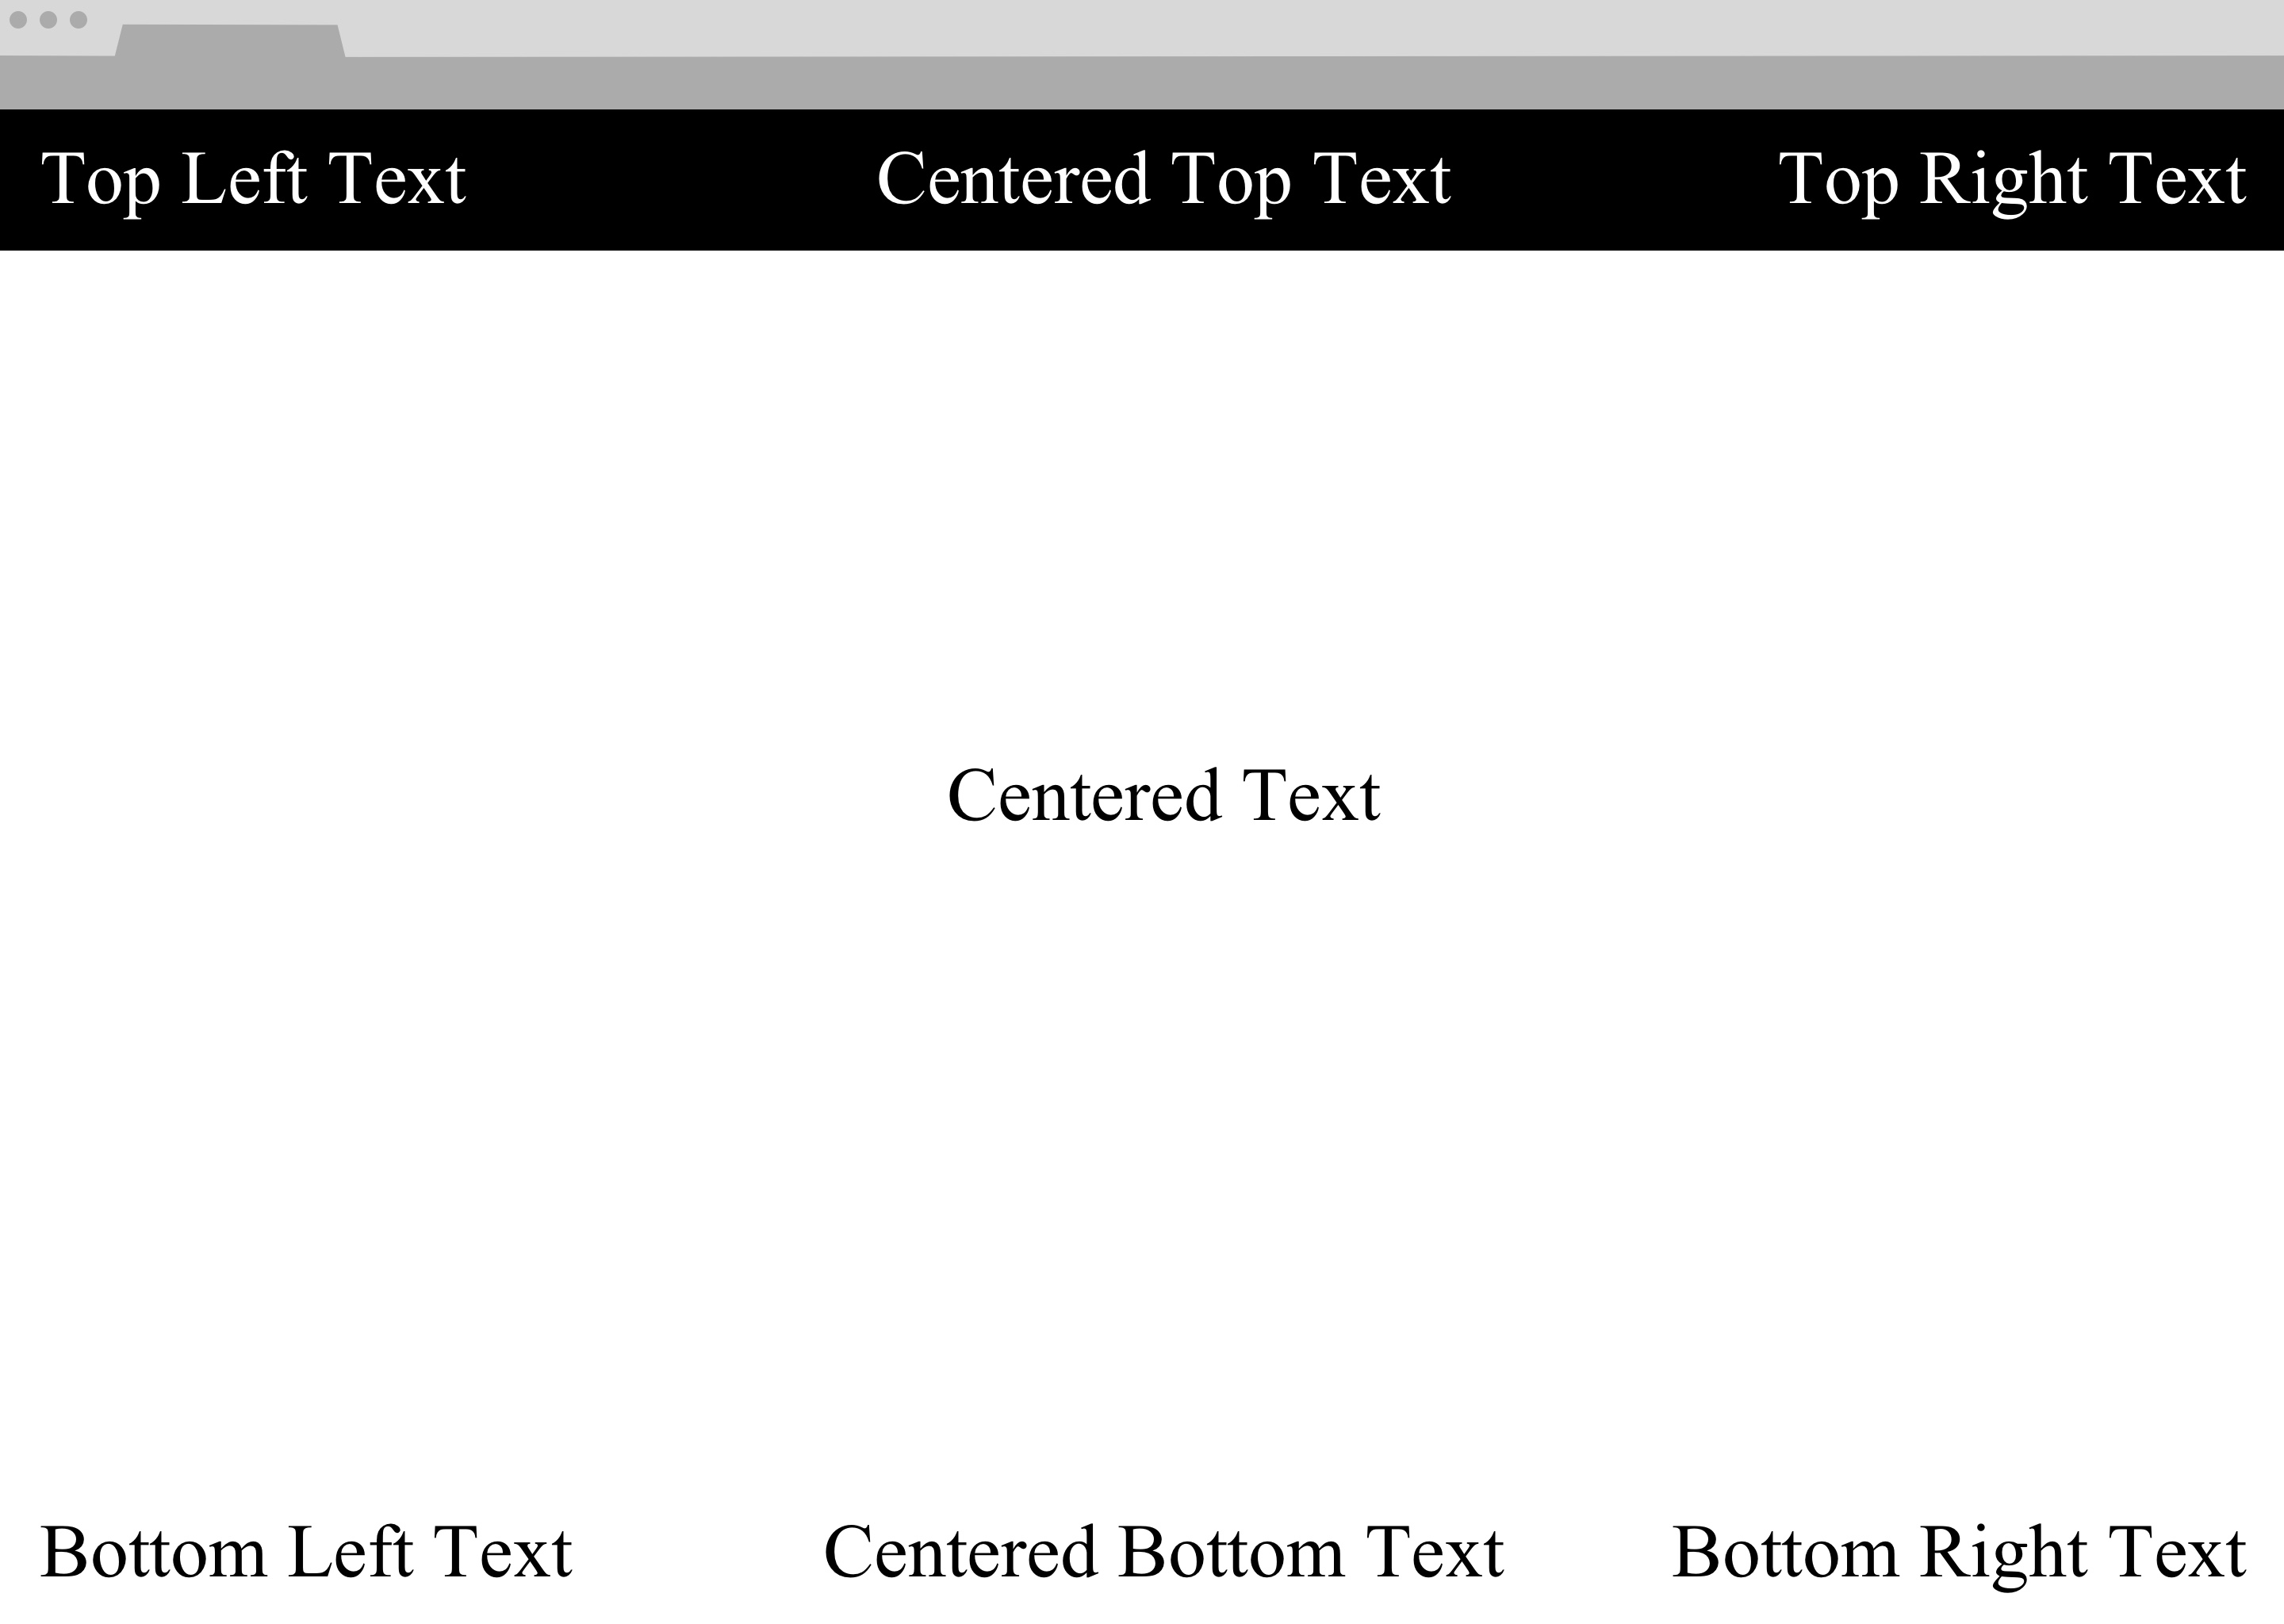 Top Left Text
Centered Top Text
Top Right Text
Centered Text
Bottom Left Text
Centered Bottom Text
Bottom Right Text